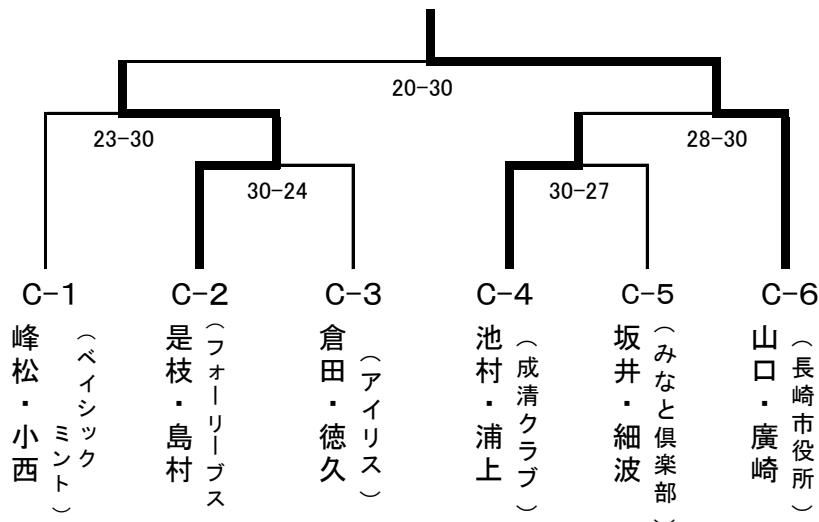 20-30
23-30
28-30
30-24
30-27
C-1
C-2
C-3
C-4
C-5
C-6
峰松・小西
（ベイシック
ミント）
是枝・島村
（フォーリーブス
倉田・徳久
（アイリス）
池村・浦上
（成清クラブ）
坂井・細波
（みなと倶楽部）
山口・廣崎
（長崎市役所）